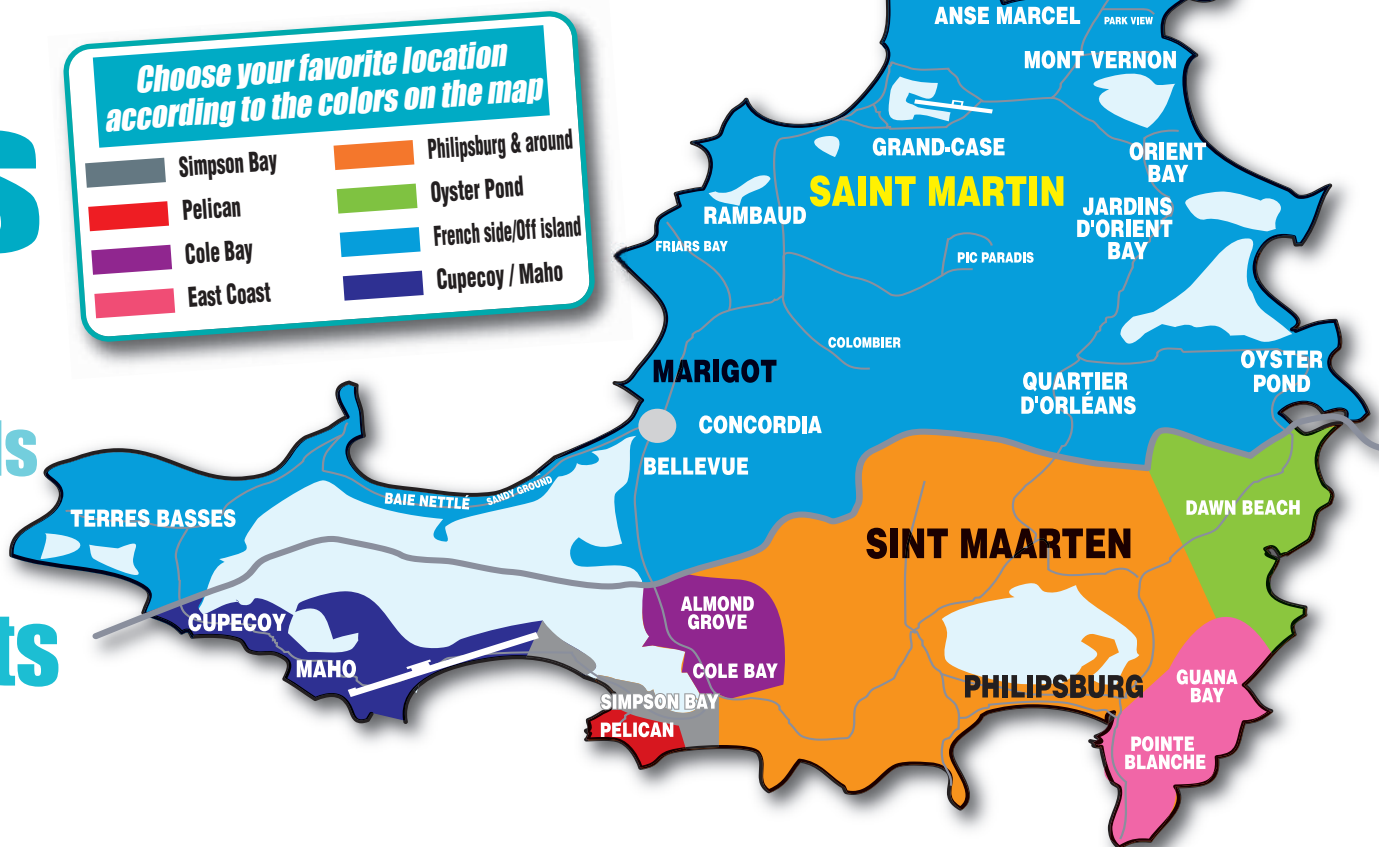 Choose your favorite location
according to the colors on the map
Simpson Bay
Pelican
Cole Bay
East Coast
Philipsburg & around
Oyster Pond
French side/Off island
Cupecoy / Maho
s
ls
ts
ANSE MARCEL
PARK VIEW
MONT VERNON
GRAND-CASE
ORIENT
BAY
SAINT MARTIN
RAMBAUD
JARDINS
D'ORIENT
BAY
FRIARS BAY
PIC PARADIS
COLOMBIER
MARIGOT
OYSTER
POND
QUARTIER
D'ORLÉANS
CONCORDIA
BELLEVUE
BAIE NETTLÉ
SANDY GROUND
TERRES BASSES
DAWN BEACH
SINT MAARTEN
CUPECOY
MAHO
ALMOND
GROVE
COLE BAY
SIMPSON BAY
PELICAN
PHILIPSBURG
GUANA
BAY
POINTE
BLANCHE